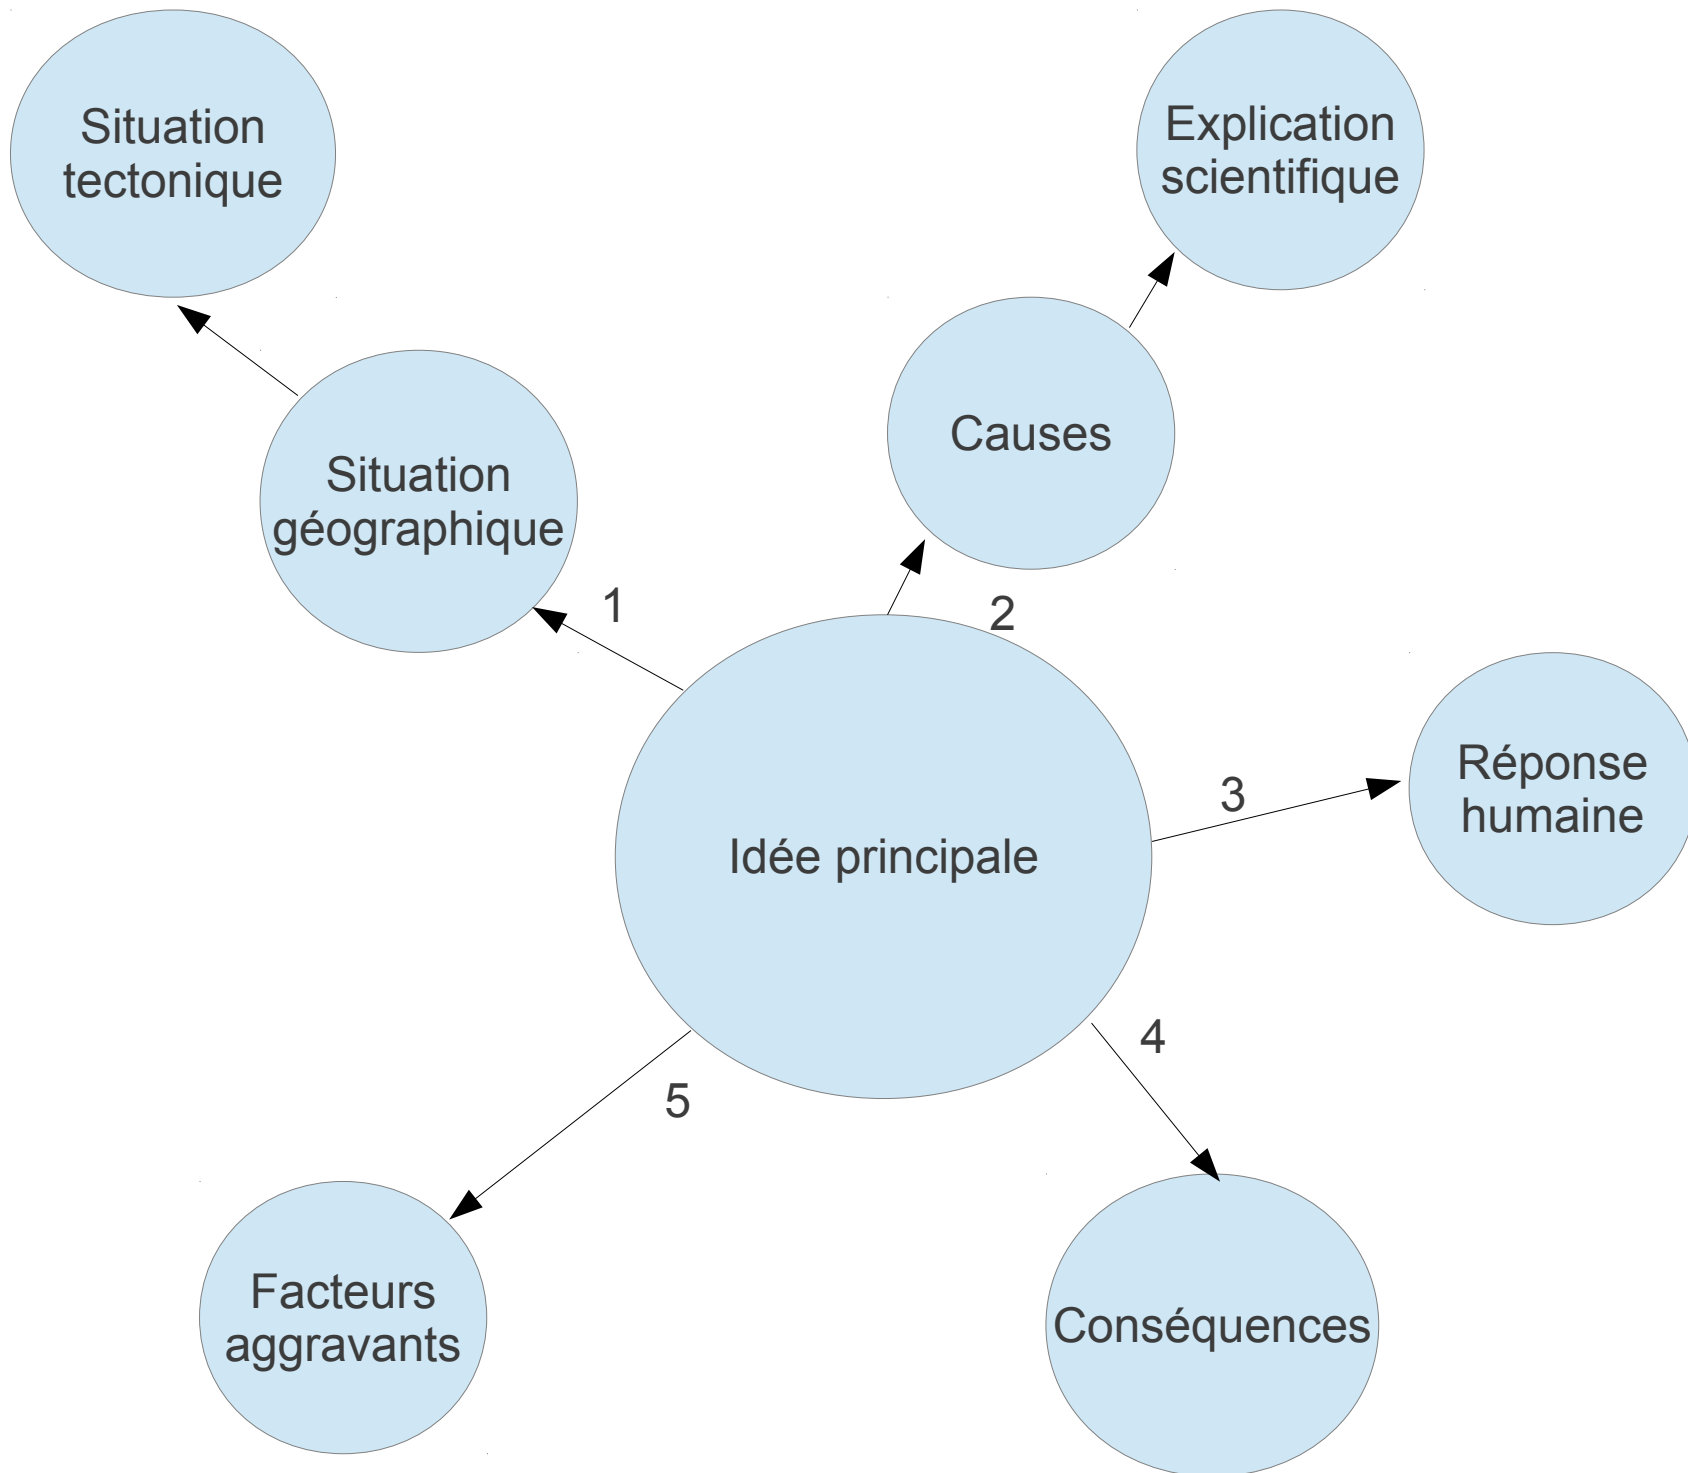 Situation
tectonique
Explication
scientifique
Causes
Situation
géographique
1
2
Réponse
humaine
3
Idée principale
4
5
Facteurs
aggravants
Conséquences